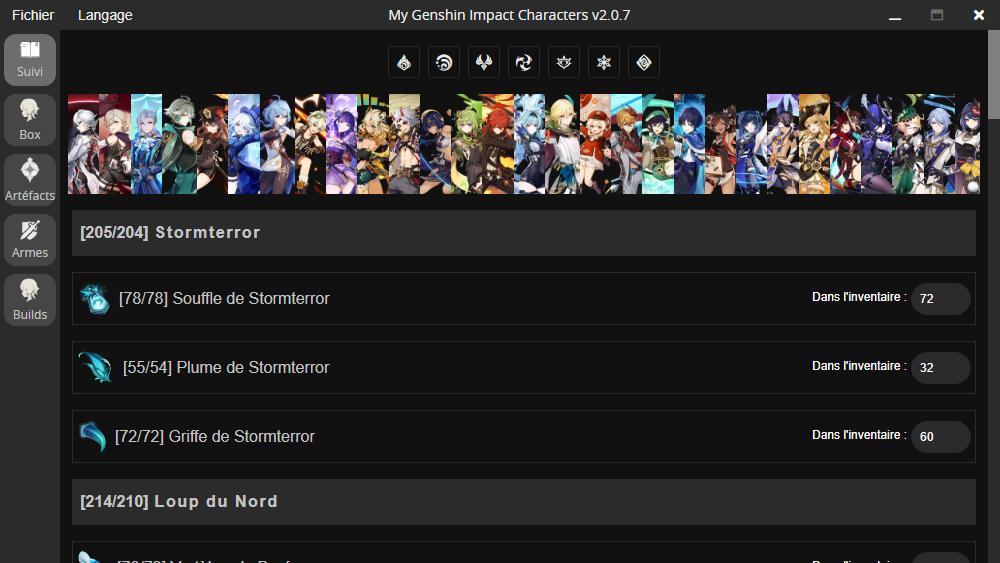 Fichier Langage My Genshin Impact Characters v2.0.7
Suivi
Box
Artéfacts
Armes
Builds
[205/204] Stormterror
[78/78] Souffle de Stormterror Dans l'inventaire : 72
[55/54] Plume de Stormterror Dans l'inventaire : 32
[72/72] Griffe de Stormterror Dans l'inventaire : 60
[214/210] Loup du Nord